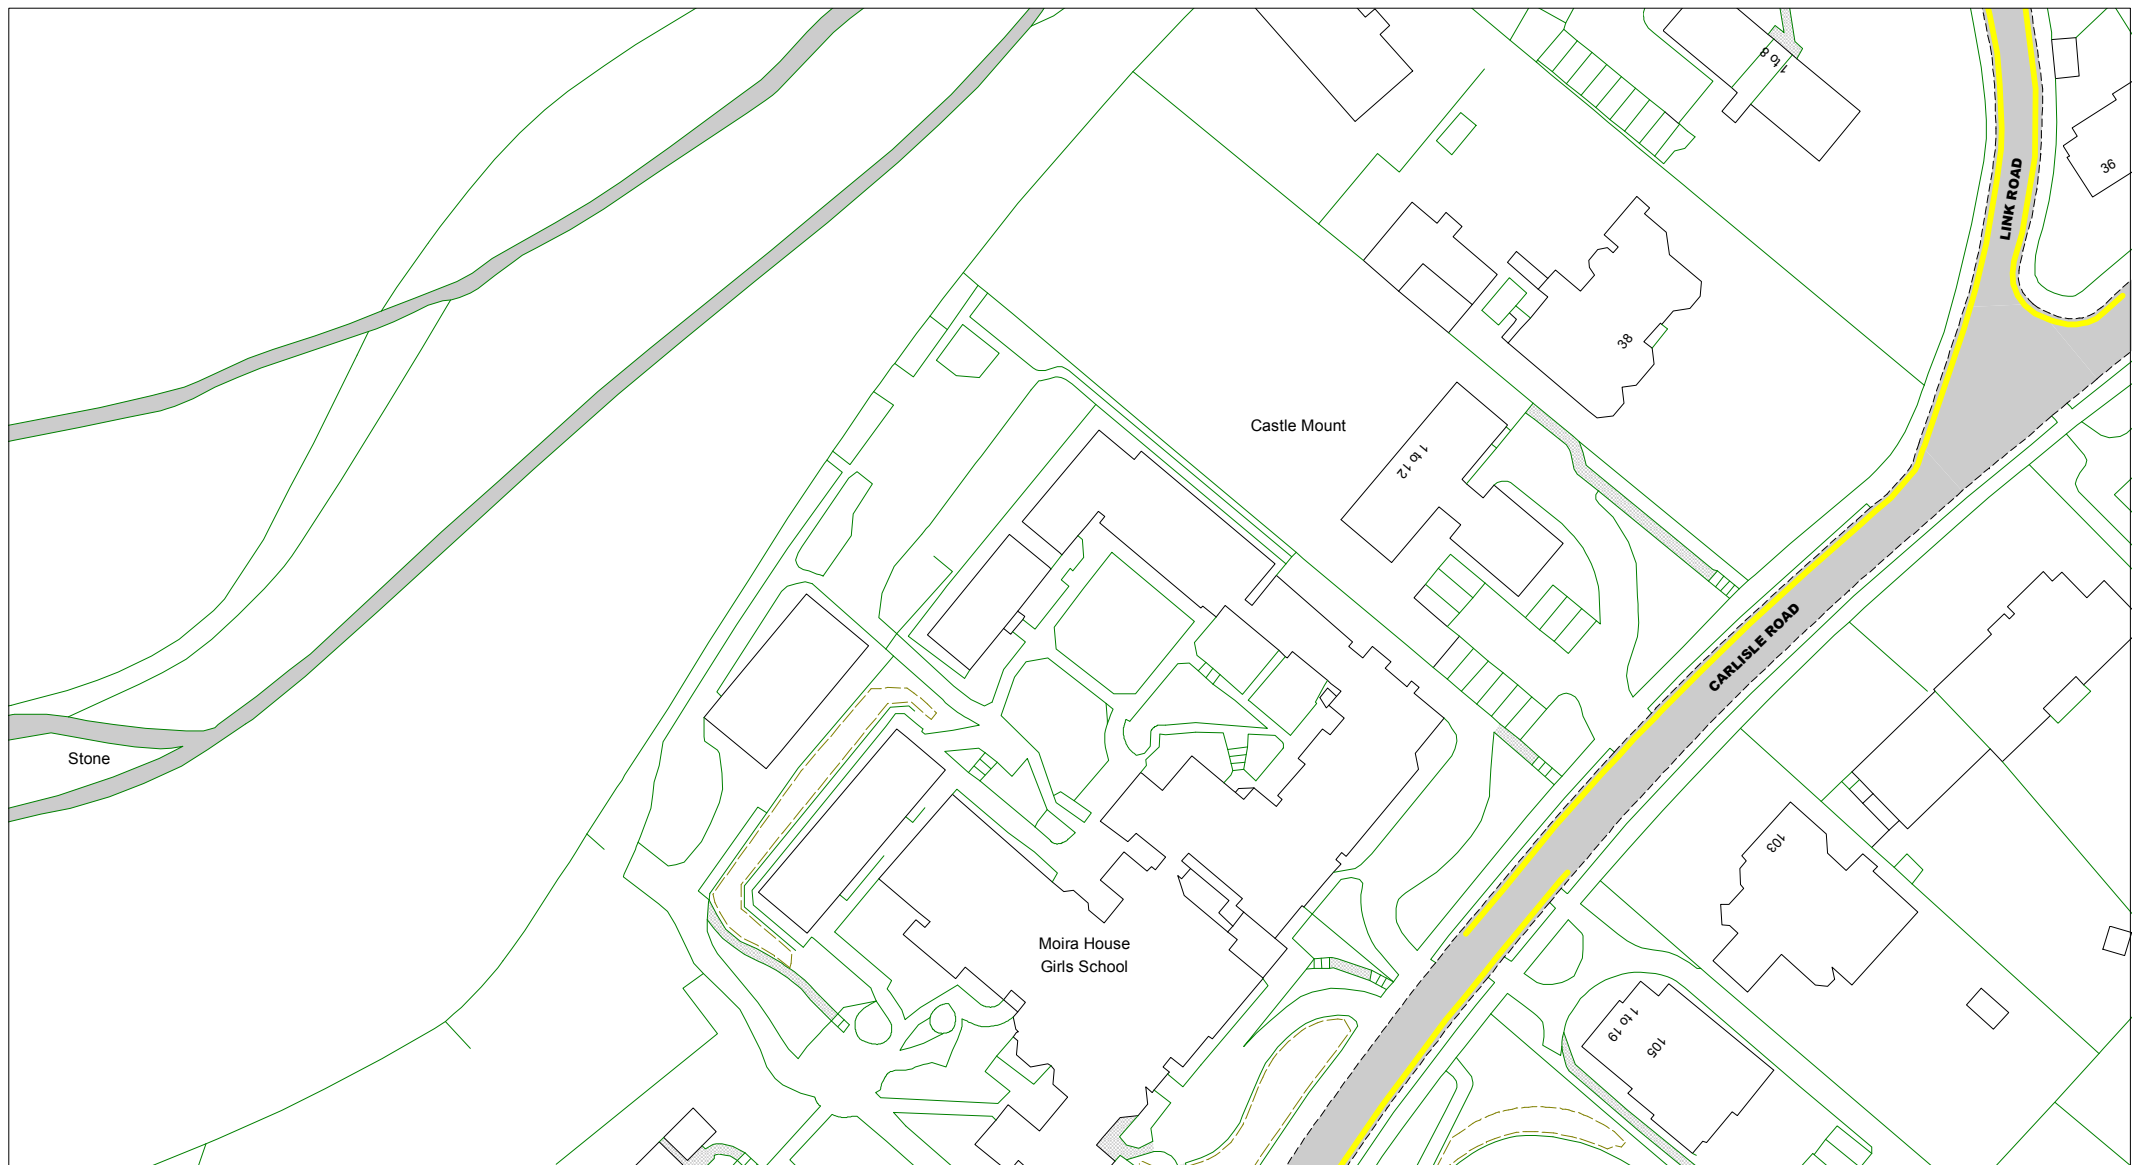 1 to 8
36
LINK ROAD
38
Castle Mount
1 to 12
CARLISLE ROAD
Stone
103
Moira House
Girls School
1 to 19
105